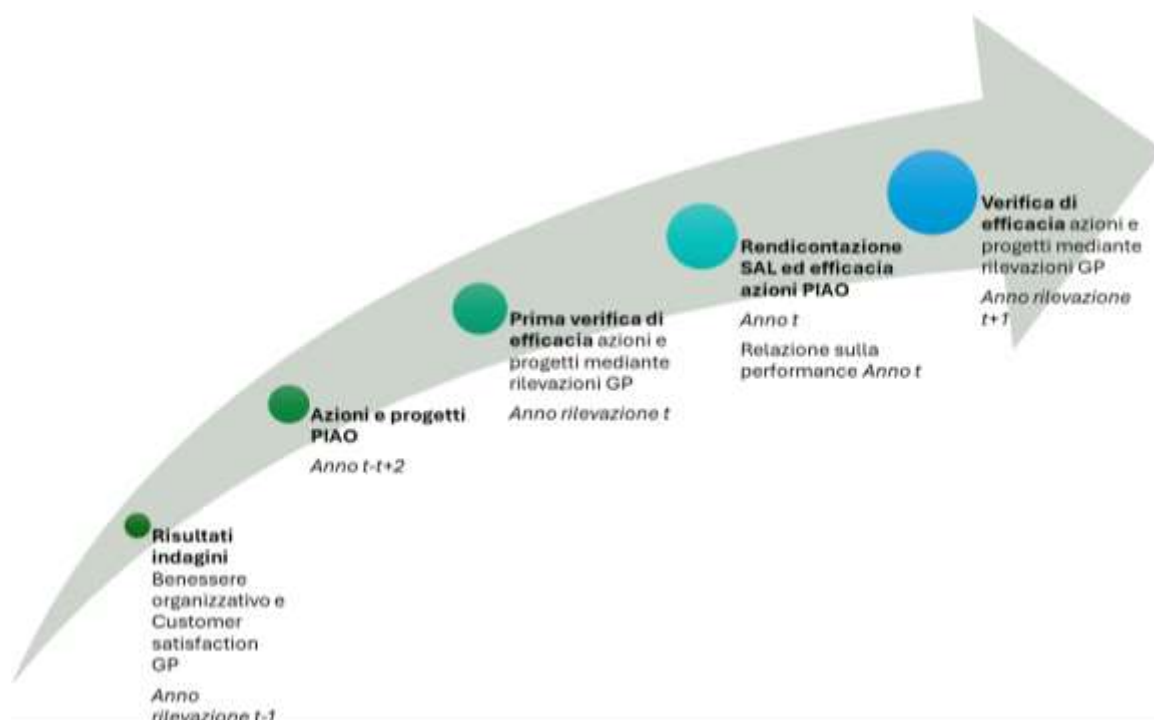 Risultati
indagini
Benessere
organizzativo e
Customer
satisfaction
GP
Anno
rilevazione t-1
Azioni e progetti
PIAO
Anno t-t+2
Prima verifica di
efficacia azioni e
progetti mediante
rilevazioni GP
Anno rilevazione t
Rendicontazione
SAL ed efficacia
azioni PIAO
Anno t
Relazione sulla
performance Anno t
Verifica di
efficacia azioni e
progetti mediante
rilevazioni GP
Anno rilevazione
t+1